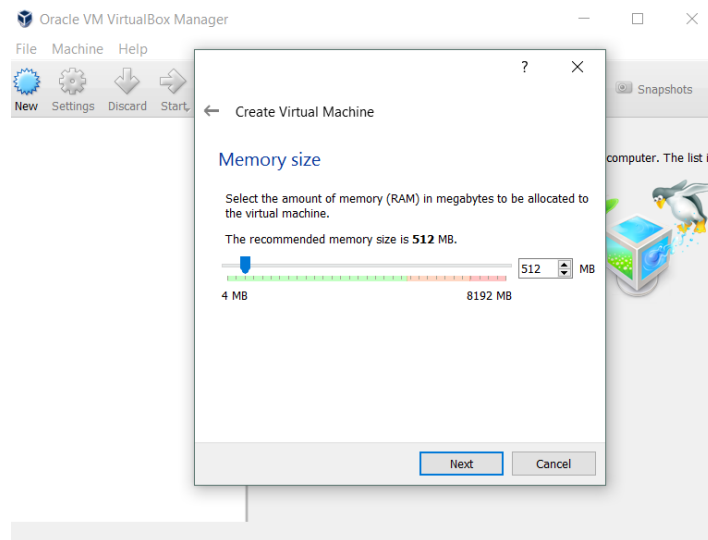 Oracle VM VirtualBox Manager
File Machine Help
New Settings Discard Start
Snapshots
?
Create Virtual Machine
Memory size
computer. The list i
Select the amount of memory (RAM) in megabytes to be allocated to
the virtual machine.
The recommended memory size is 512 MB.
512 MB
4 MB 8192 MB
Next Cancel